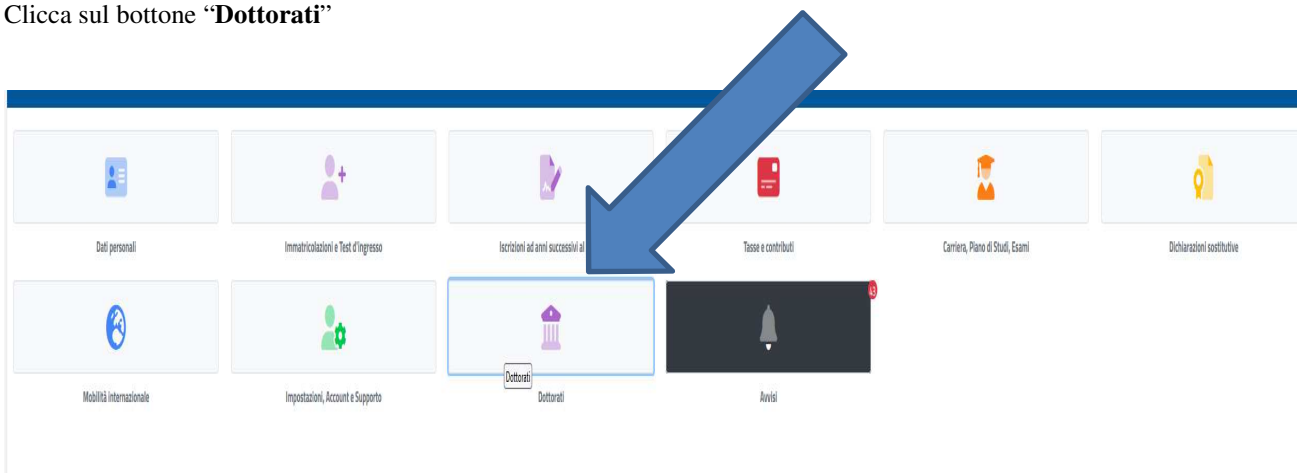 Clicca sul bottone “Dottorati”
Dati personali
Immatricolazioni e Test d'ingresso
Iscrizioni ad anni successivi al
Tasse e contributi
Carriera, Piano di Studi, Esami
Dichiarazioni sostitutive
43
Dottorati
Mobilità internazionale
Impostazioni, Account e Supporto
Dottorati
Avvisi